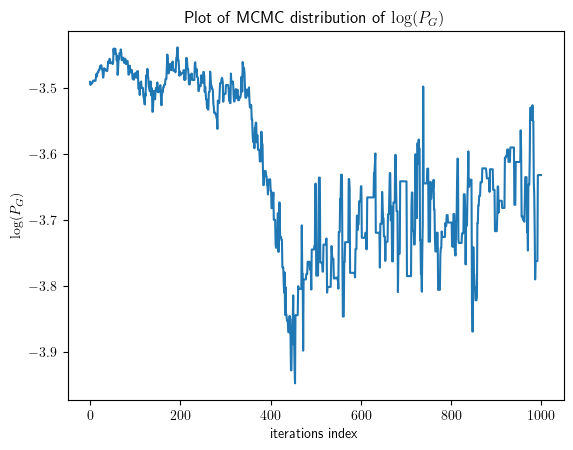 Plot of MCMC distribution of log(P_G)
−3.5
−3.6
−3.7
−3.8
−3.9
log(P_G)
0 200 400 600 800 1000
iterations index